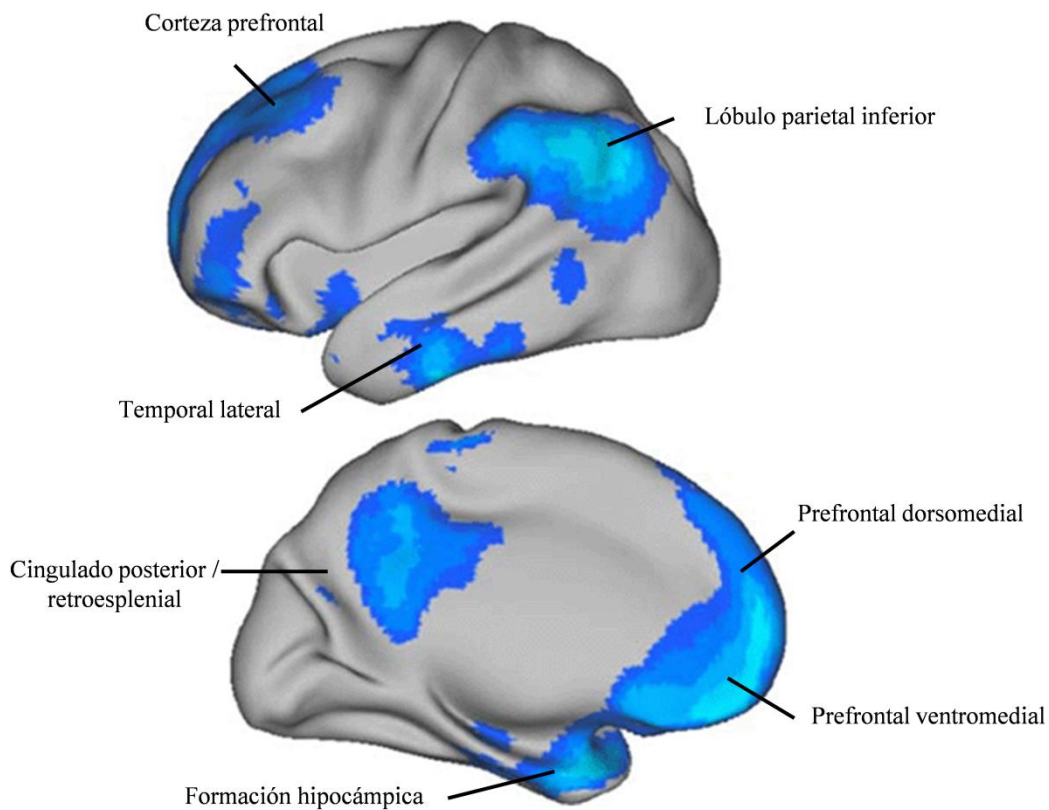 Corteza prefrontal
Lóbulo parietal inferior
Temporal lateral
Prefrontal dorsomedial
Cingulado posterior /
retroesplenial
Prefrontal ventromedial
Formación hipocámpica